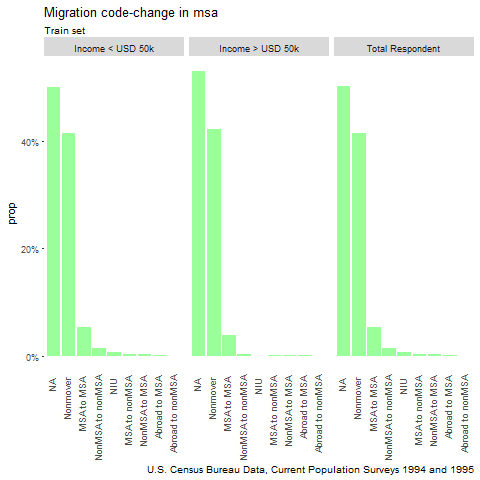 Migration code-change in msa
Train set
Income < USD 50k
Income > USD 50k
Total Respondent
prop
40%
20%
0%
NA
Nonmover
MSA to MSA
NonMSA to nonMSA
NIU
MSA to nonMSA
NonMSA to MSA
Abroad to MSA
Abroad to nonMSA
NA
Nonmover
MSA to MSA
NonMSA to nonMSA
NIU
MSA to nonMSA
NonMSA to MSA
Abroad to MSA
Abroad to nonMSA
NA
Nonmover
MSA to MSA
NonMSA to nonMSA
NIU
MSA to nonMSA
NonMSA to MSA
Abroad to MSA
Abroad to nonMSA
U.S. Census Bureau Data, Current Population Surveys 1994 and 1995